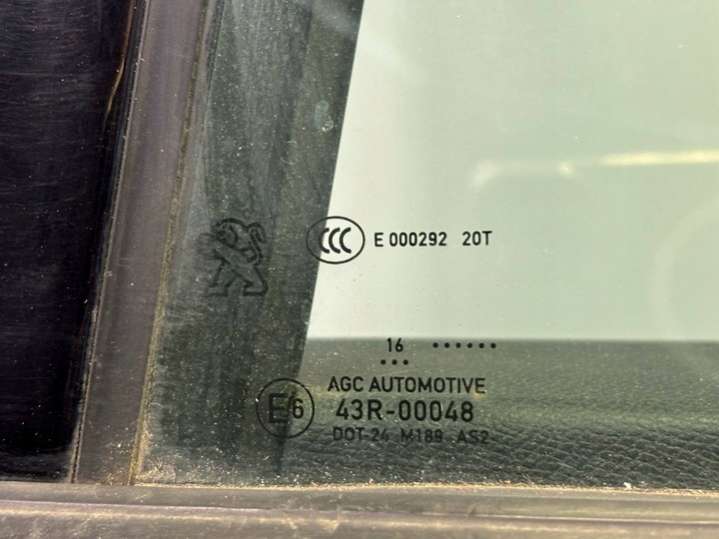 CCC E 000292 20T
16 ••••••
•••
AGC AUTOMOTIVE
E6 43R-00048
DOT-24 M189 AS2